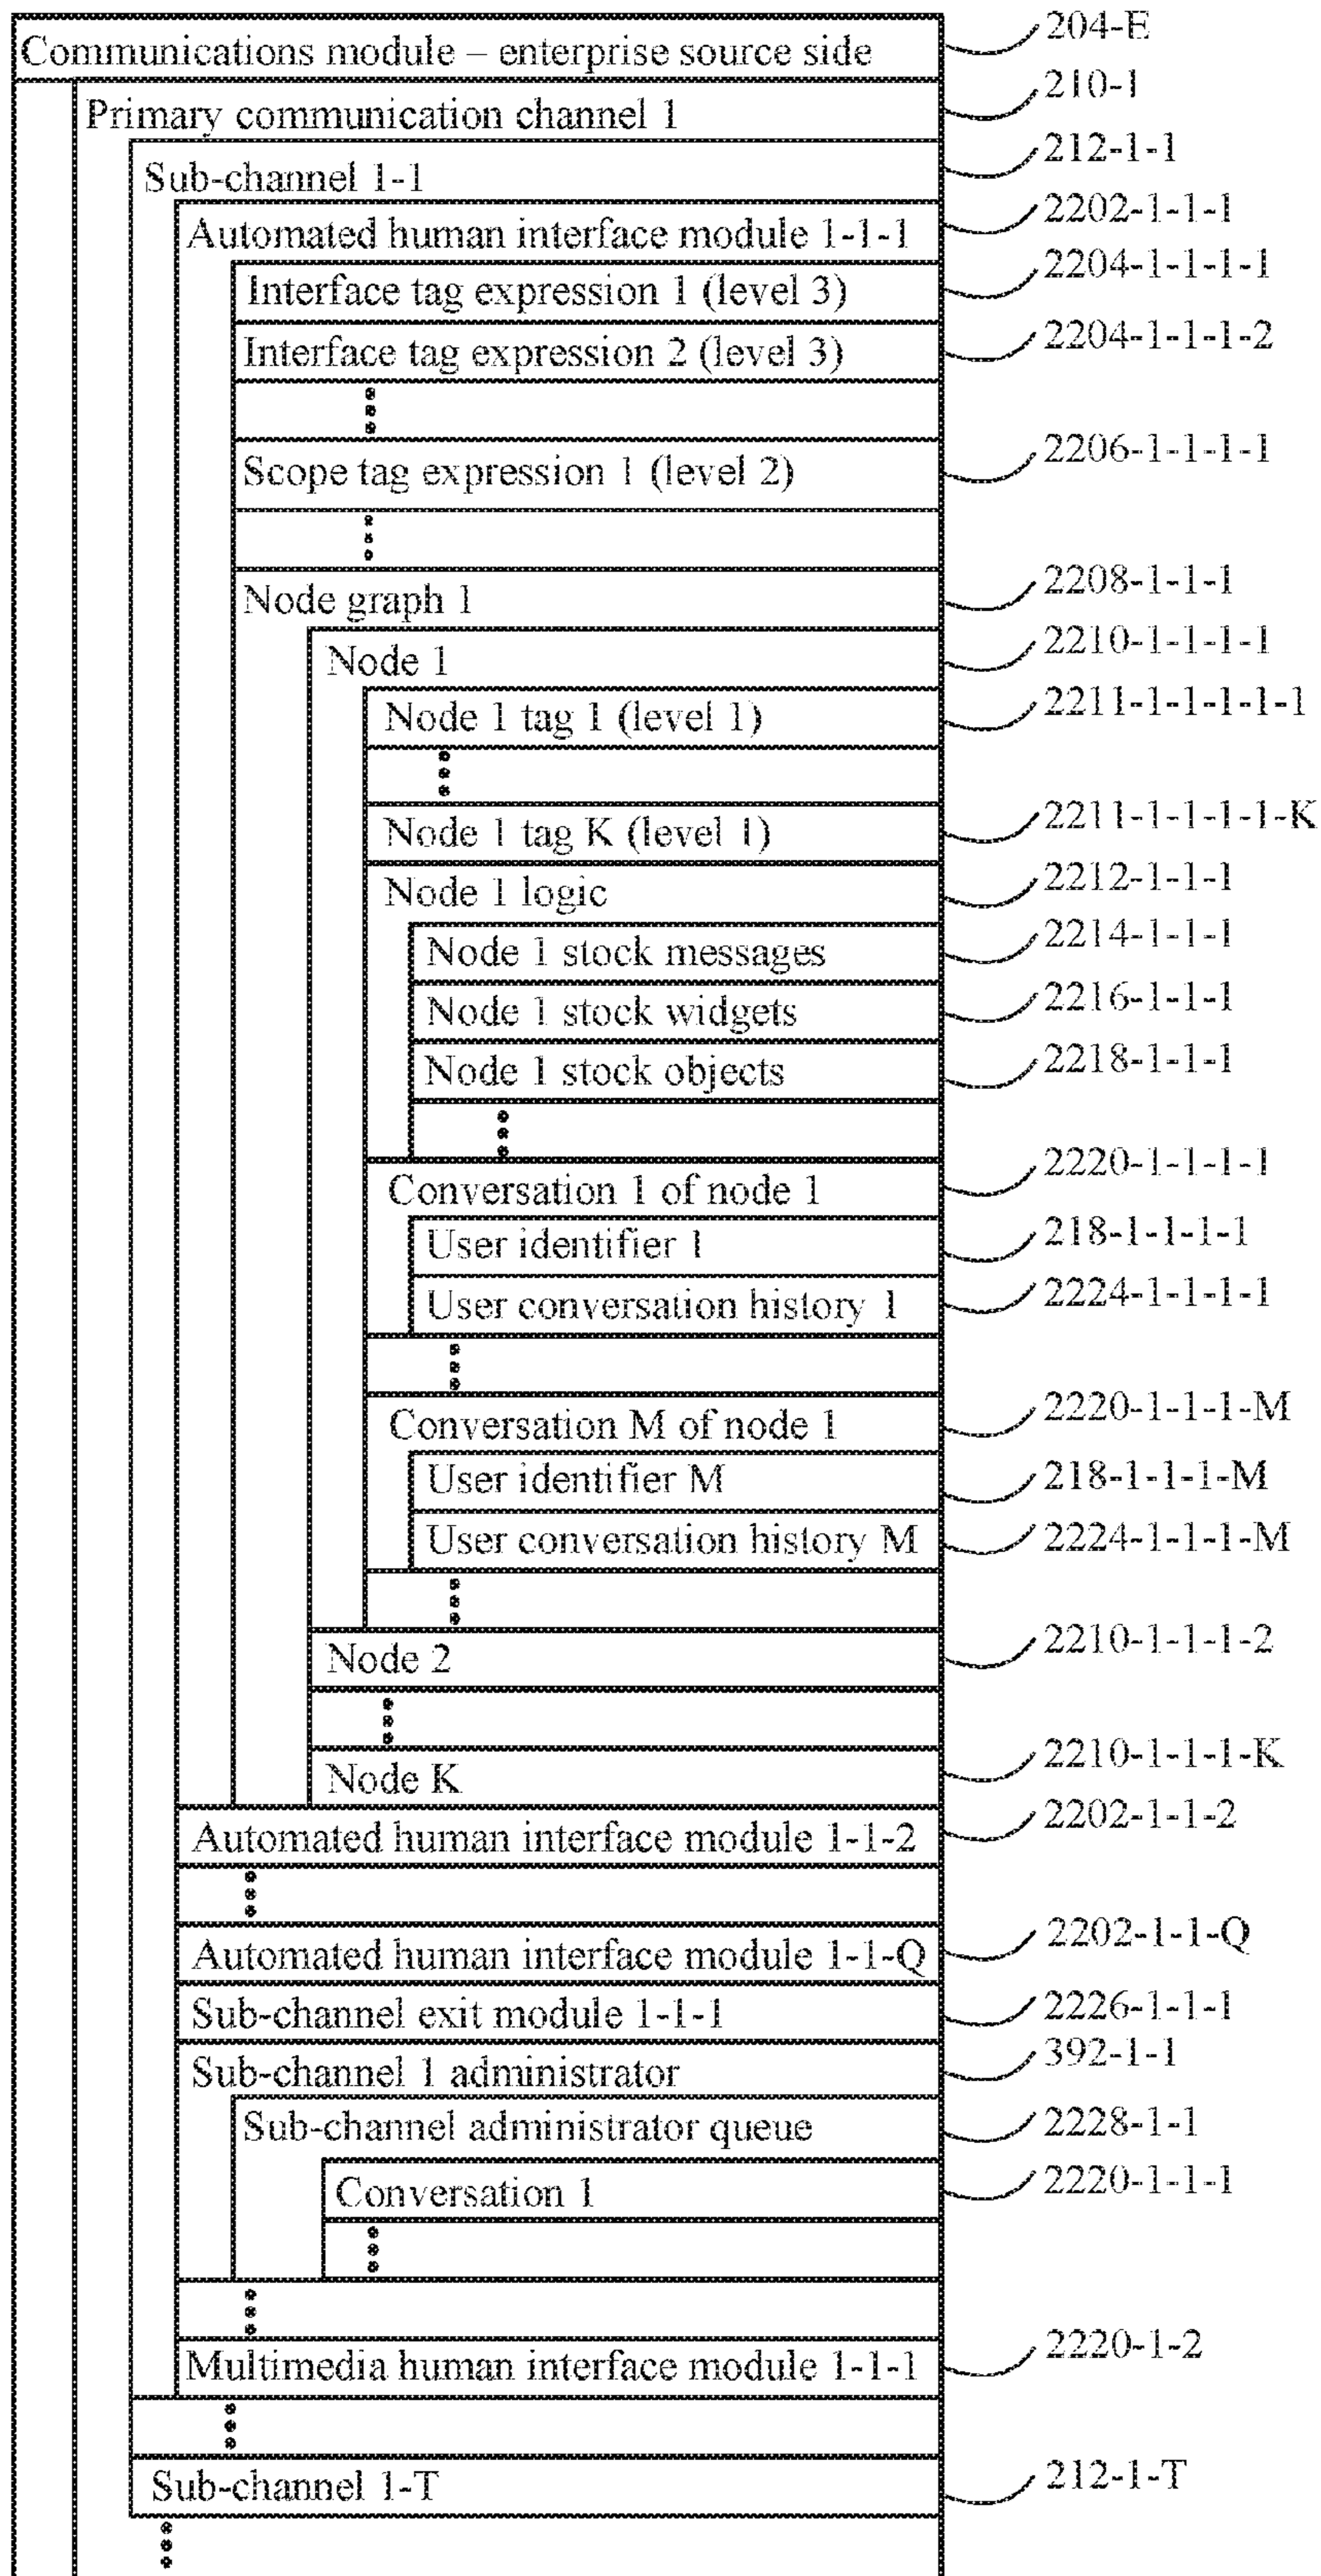 Communications module – enterprise source side 204-E
Primary communication channel 1 210-1
Sub-channel 1-1 212-1-1
Automated human interface module 1-1-1 2202-1-1-1
Interface tag expression 1 (level 3) 2204-1-1-1-1
Interface tag expression 2 (level 3) 2204-1-1-1-2
Scope tag expression 1 (level 2) 2206-1-1-1-1
Node graph 1 2208-1-1-1
Node 1 2210-1-1-1-1
Node 1 tag 1 (level 1) 2211-1-1-1-1-1
Node 1 tag K (level 1) 2211-1-1-1-1-K
Node 1 logic 2212-1-1-1
Node 1 stock messages 2214-1-1-1
Node 1 stock widgets 2216-1-1-1
Node 1 stock objects 2218-1-1-1
Conversation 1 of node 1 2220-1-1-1-1
User identifier 1 218-1-1-1-1
User conversation history 1 2224-1-1-1-1
Conversation M of node 1 2220-1-1-1-M
User identifier M 218-1-1-1-M
User conversation history M 2224-1-1-1-M
Node 2 2210-1-1-1-2
Node K 2210-1-1-1-K
Automated human interface module 1-1-2 2202-1-1-2
Automated human interface module 1-1-Q 2202-1-1-Q
Sub-channel exit module 1-1-1 2226-1-1-1
Sub-channel 1 administrator 392-1-1
Sub-channel administrator queue 2228-1-1
Conversation 1 2220-1-1-1
Multimedia human interface module 1-1-1 2220-1-2
Sub-channel 1-T 212-1-T